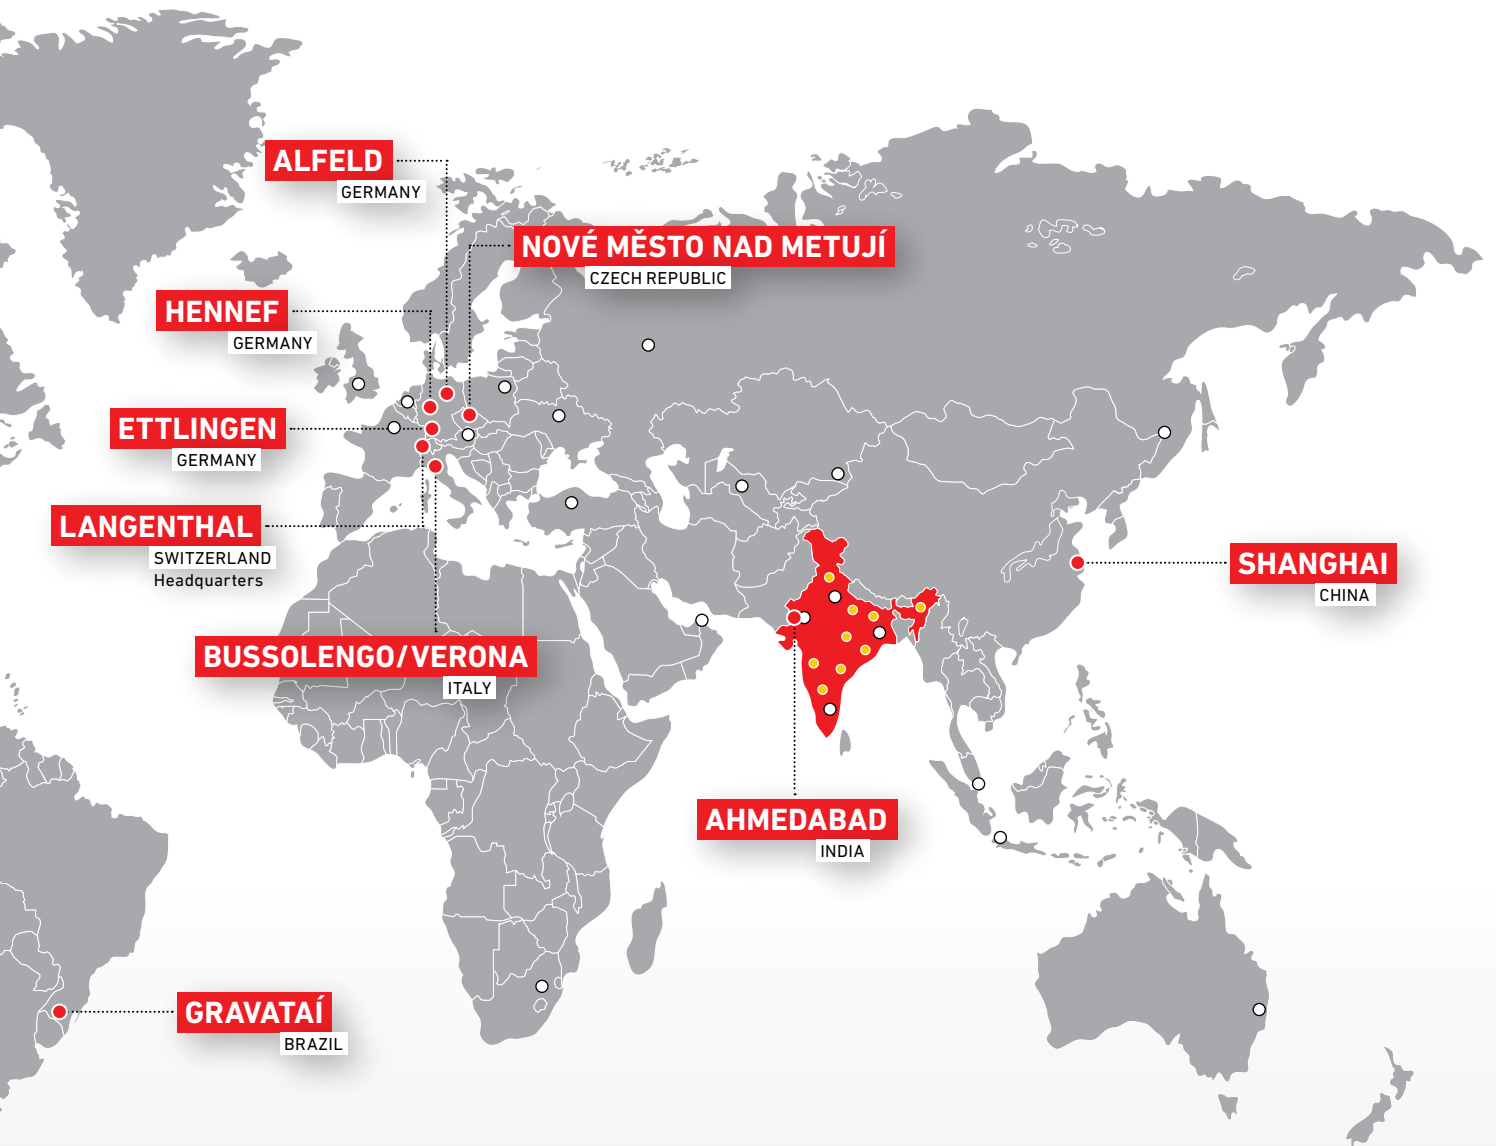 ALFELD
GERMANY
NOVÉ MĚSTO NAD METUJÍ
CZECH REPUBLIC
HENNEF
GERMANY
ETTLINGEN
GERMANY
LANGENTHAL
SWITZERLAND
Headquarters
SHANGHAI
CHINA
BUSSOLENGO/VERONA
ITALY
AHMEDABAD
INDIA
GRAVATAÍ
BRAZIL